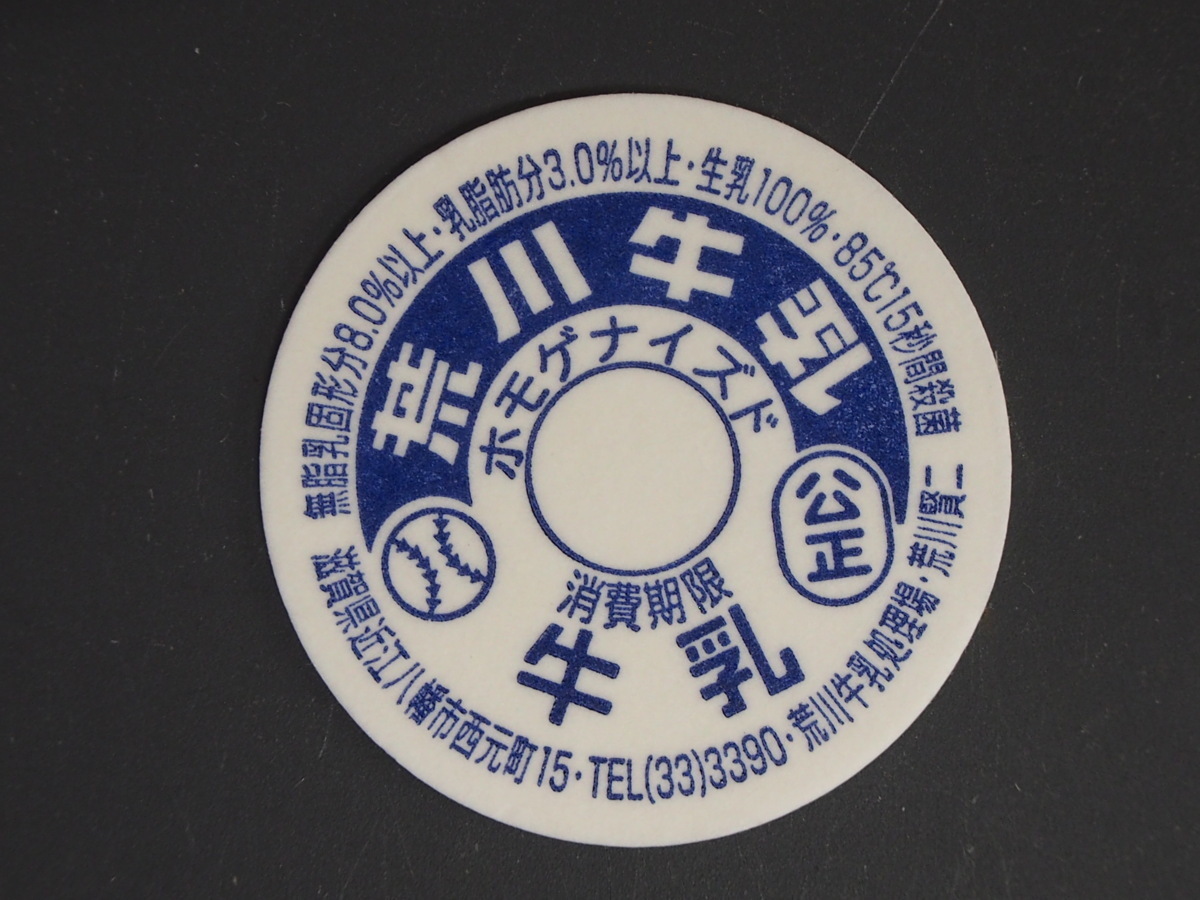 無脂乳固形分8.0%以上・乳脂肪分3.0%以上・生乳100%・85℃15秒間殺菌
荒川牛乳
ホモゲナイズド
公正
消費期限
牛乳
滋賀県近江八幡市西元町15・TEL(33)3390・荒川牛乳処理場・荒川賢二